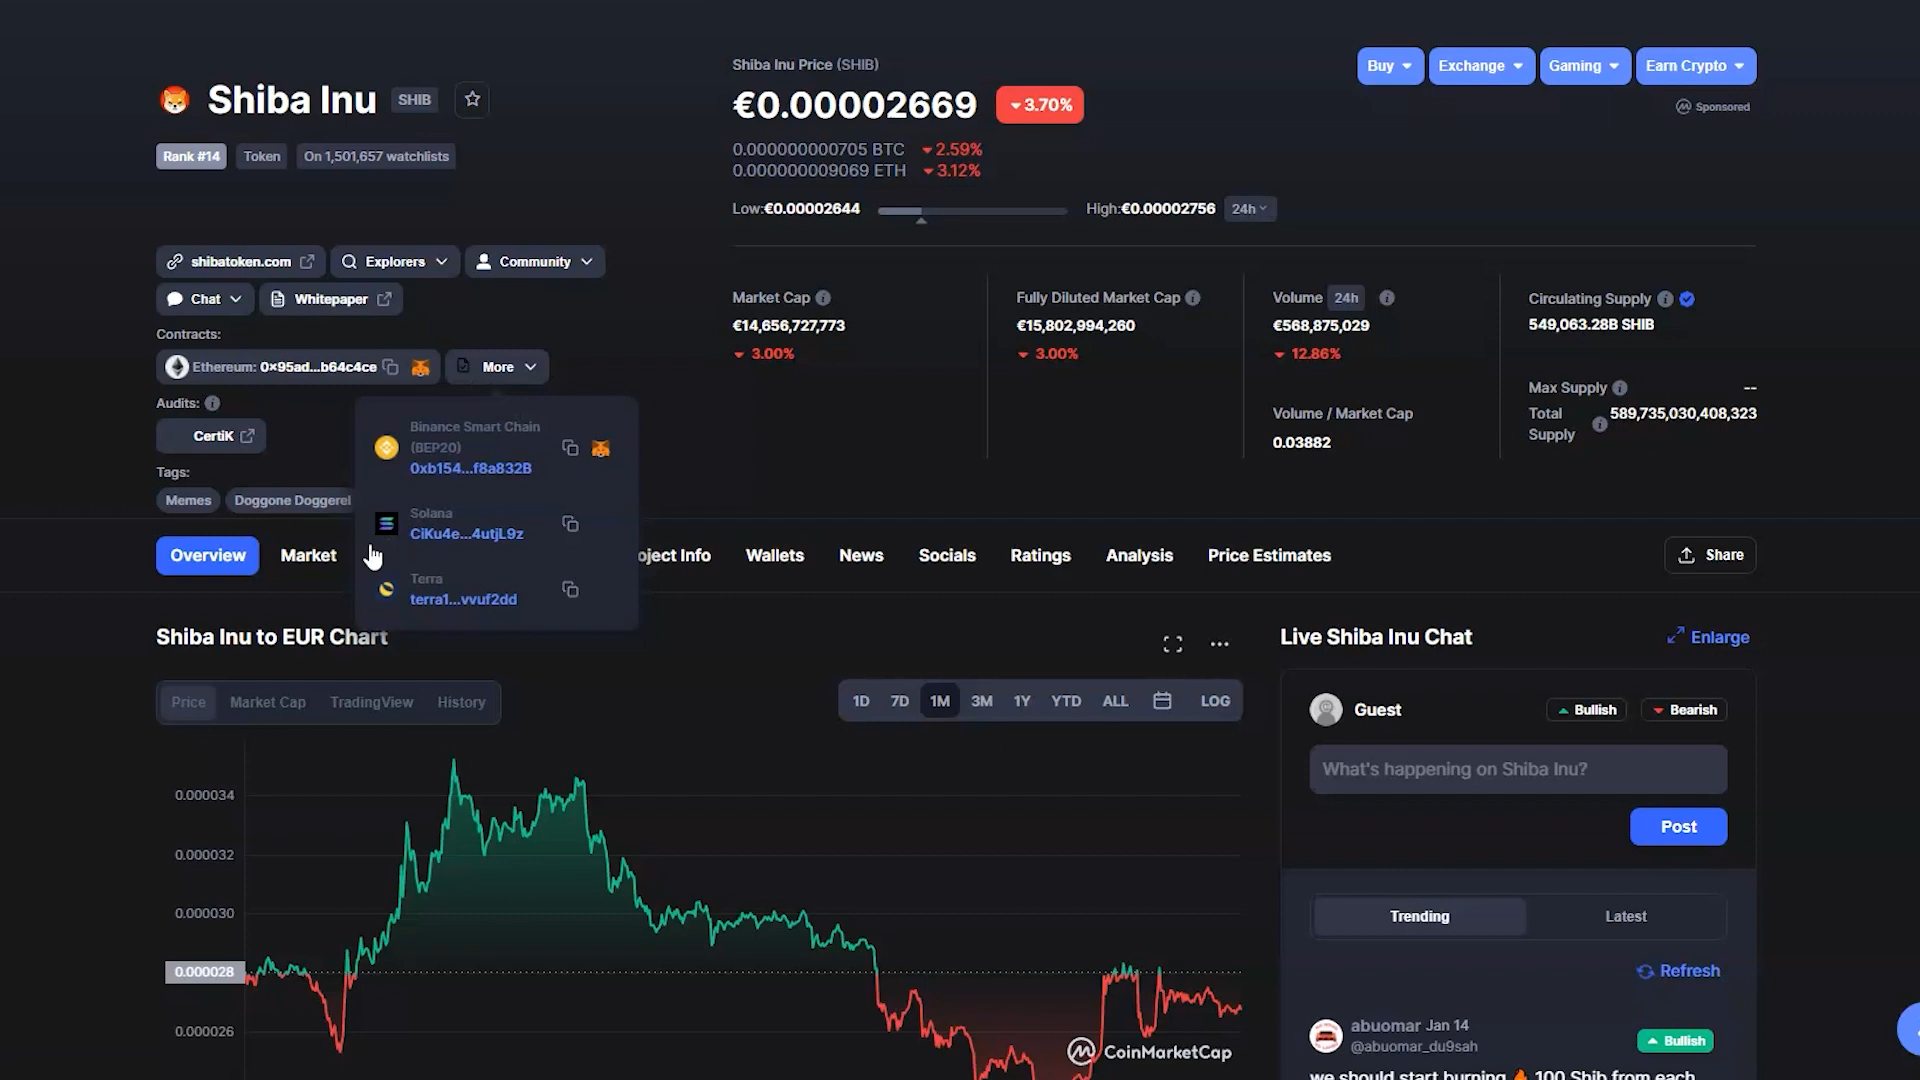 Shiba Inu SHIB
Rank #14 Token On 1,501,657 watchlists
shibatoken.com Explorers Community
Chat Whitepaper
Contracts:
Ethereum: 0x95ad...b64c4ce More
Audits:
CertiK
Tags:
Memes Doggone Doggerel
Binance Smart Chain
(BEP20)
0xb154...f8a832B
Solana
CiKu4e...4utjL9z
Terra
terra1...vvuf2dd
Shiba Inu Price (SHIB)
€0.00002669 3.70%
0.000000000705 BTC 2.59%
0.000000009069 ETH 3.12%
Low:€0.00002644 High:€0.00002756 24h
Buy Exchange Gaming Earn Crypto
Sponsored
Market Cap
€14,656,727,773
3.00%
Fully Diluted Market Cap
€15,802,994,260
3.00%
Volume 24h
€568,875,029
12.86%
Volume / Market Cap
0.03882
Circulating Supply
549,063.28B SHIB
Max Supply --
Total
Supply
589,735,030,408,323
Overview Market oject Info Wallets News Socials Ratings Analysis Price Estimates Share
Shiba Inu to EUR Chart
Price Market Cap TradingView History
1D 7D 1M 3M 1Y YTD ALL LOG
0.000034
0.000032
0.000030
0.000028
0.000026
CoinMarketCap
Live Shiba Inu Chat Enlarge
Guest Bullish Bearish
What's happening on Shiba Inu?
Post
Trending Latest
Refresh
abuomar Jan 14
@abuomar_du9sah
Bullish
we should start burning 🔥 100 Shib from each